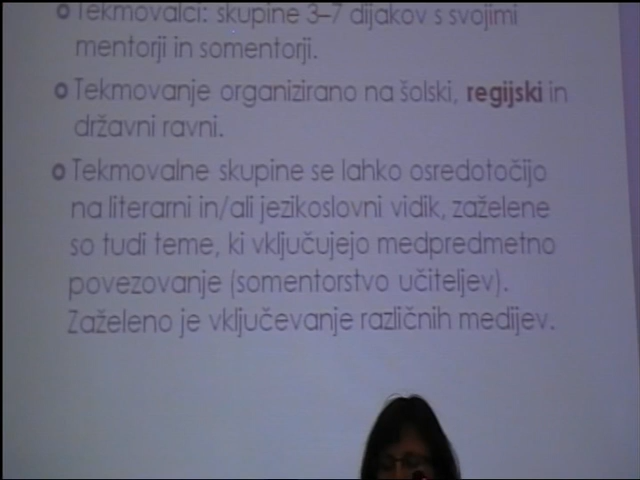 Tekmovalci: skupine 3–7 dijakov s svojimi
mentorji in somentorji.
Tekmovanje organizirano na šolski, regijski in
državni ravni.
Tekmovalne skupine se lahko osredotočijo
na literarni in/ali jezikoslovni vidik, zaželene
so tudi teme, ki vključujejo medpredmetno
povezovanje (somentorstvo učiteljev).
Zaželeno je vključevanje različnih medijev.